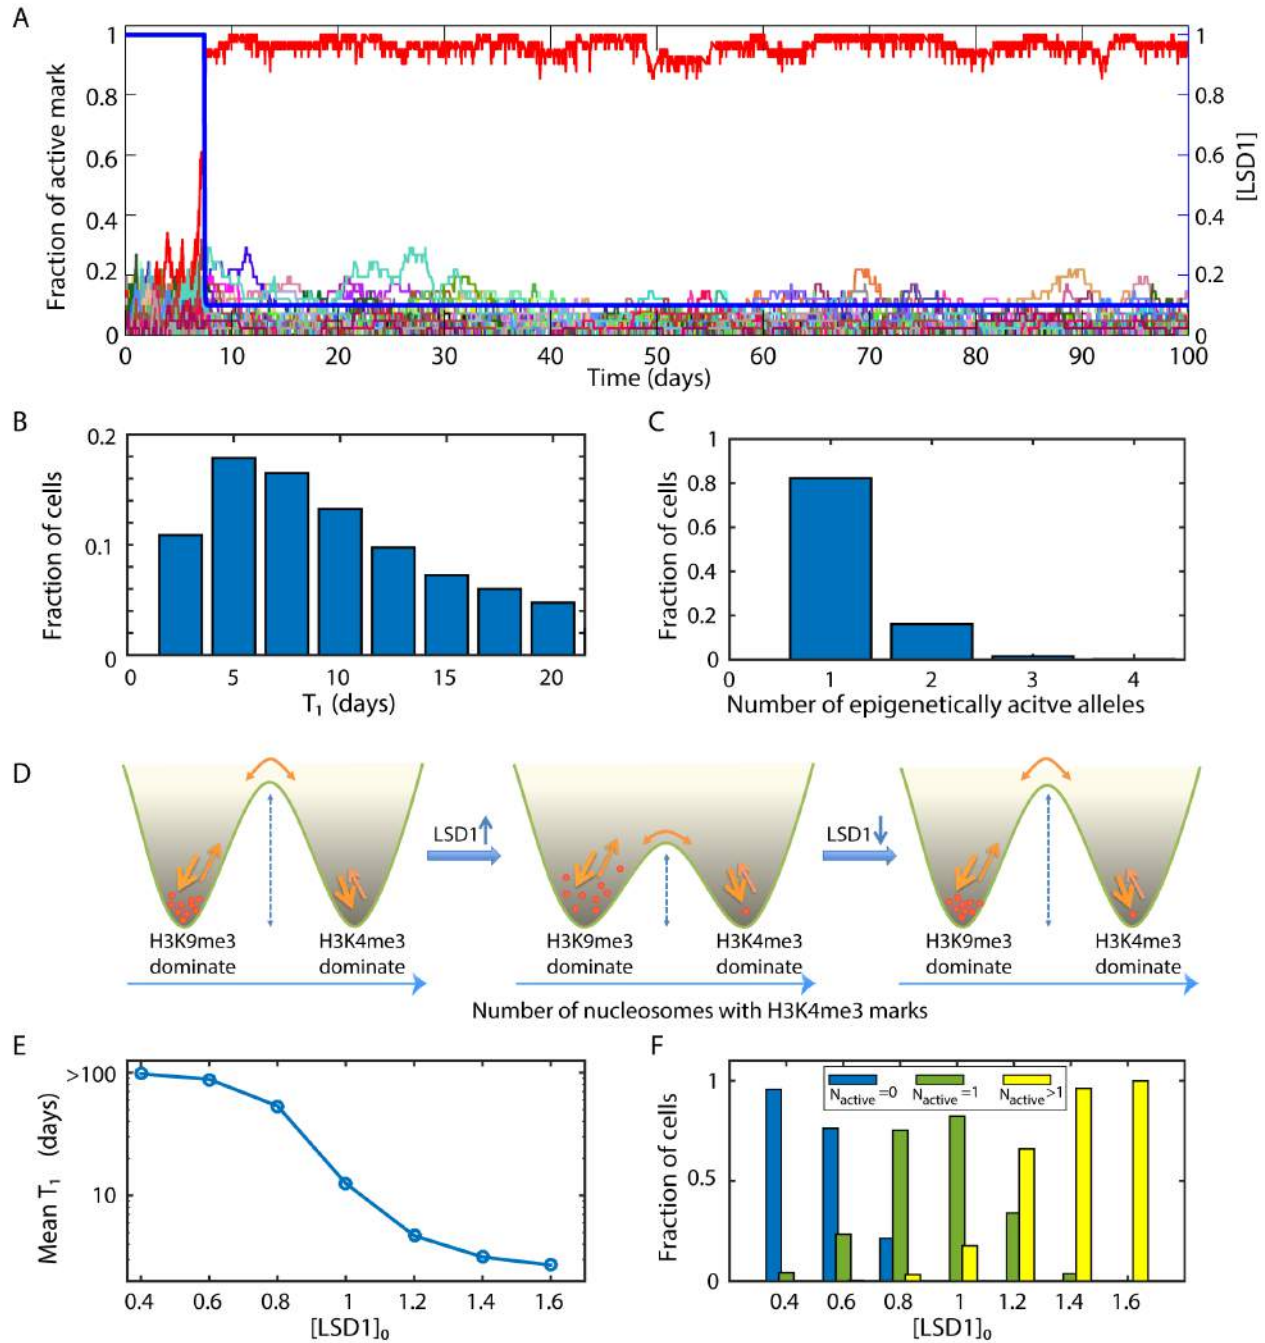 A
Fraction of active mark
1
0.8
0.6
0.4
0.2
0
1
0.8
0.6
0.4
0.2
0
[LSD1]
0 10 20 30 40 50 60 70 80 90 100
Time (days)
B
Fraction of cells
0.2
0.1
0
0 5 10 15 20
T₁ (days)
C
Fraction of cells
1
0.8
0.6
0.4
0.2
0
0 1 2 3 4
Number of epigenetically acitve alleles
D
LSD1
LSD1
H3K9me3 H3K4me3 H3K9me3 H3K4me3 H3K9me3 H3K4me3
dominate dominate dominate dominate dominate dominate
Number of nucleosomes with H3K4me3 marks
E
Mean T₁ (days)
>100
10
0.4 0.6 0.8 1 1.2 1.4 1.6
[LSD1]₀
F
Fraction of cells
1
0.5
0
Nactive=0 Nactive=1 Nactive>1
0.4 0.6 0.8 1 1.2 1.4 1.6
[LSD1]₀